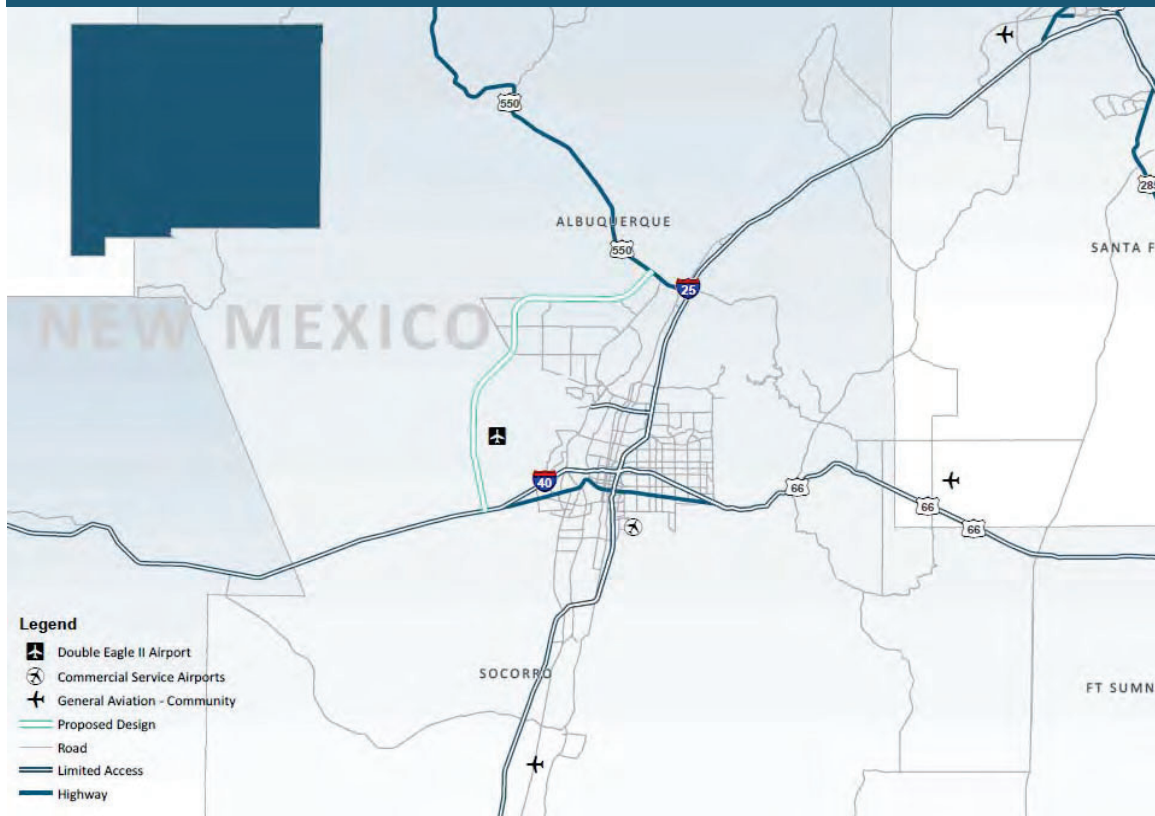 550
ALBUQUERQUE
550
285
SANTA F
25
NEW MEXICO
40
66
66
66
Legend
Double Eagle II Airport
Commercial Service Airports
General Aviation - Community
Proposed Design
Road
Limited Access
Highway
SOCORRO
FT SUMN